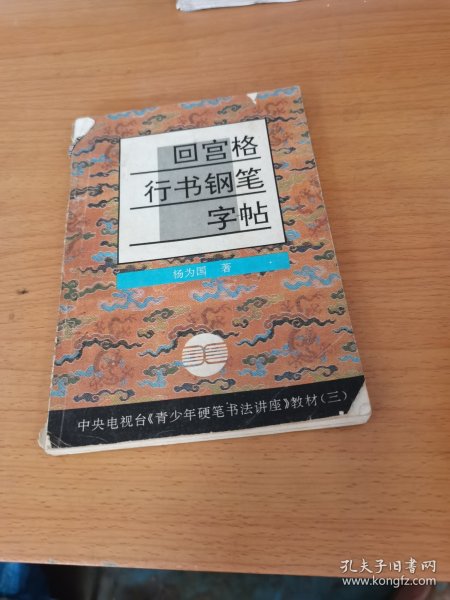 回宫格
行书钢笔
字帖
杨为国 著
中央电视台《青少年硬笔书法讲座》教材(三)
孔夫子旧书网
www.kongfz.com